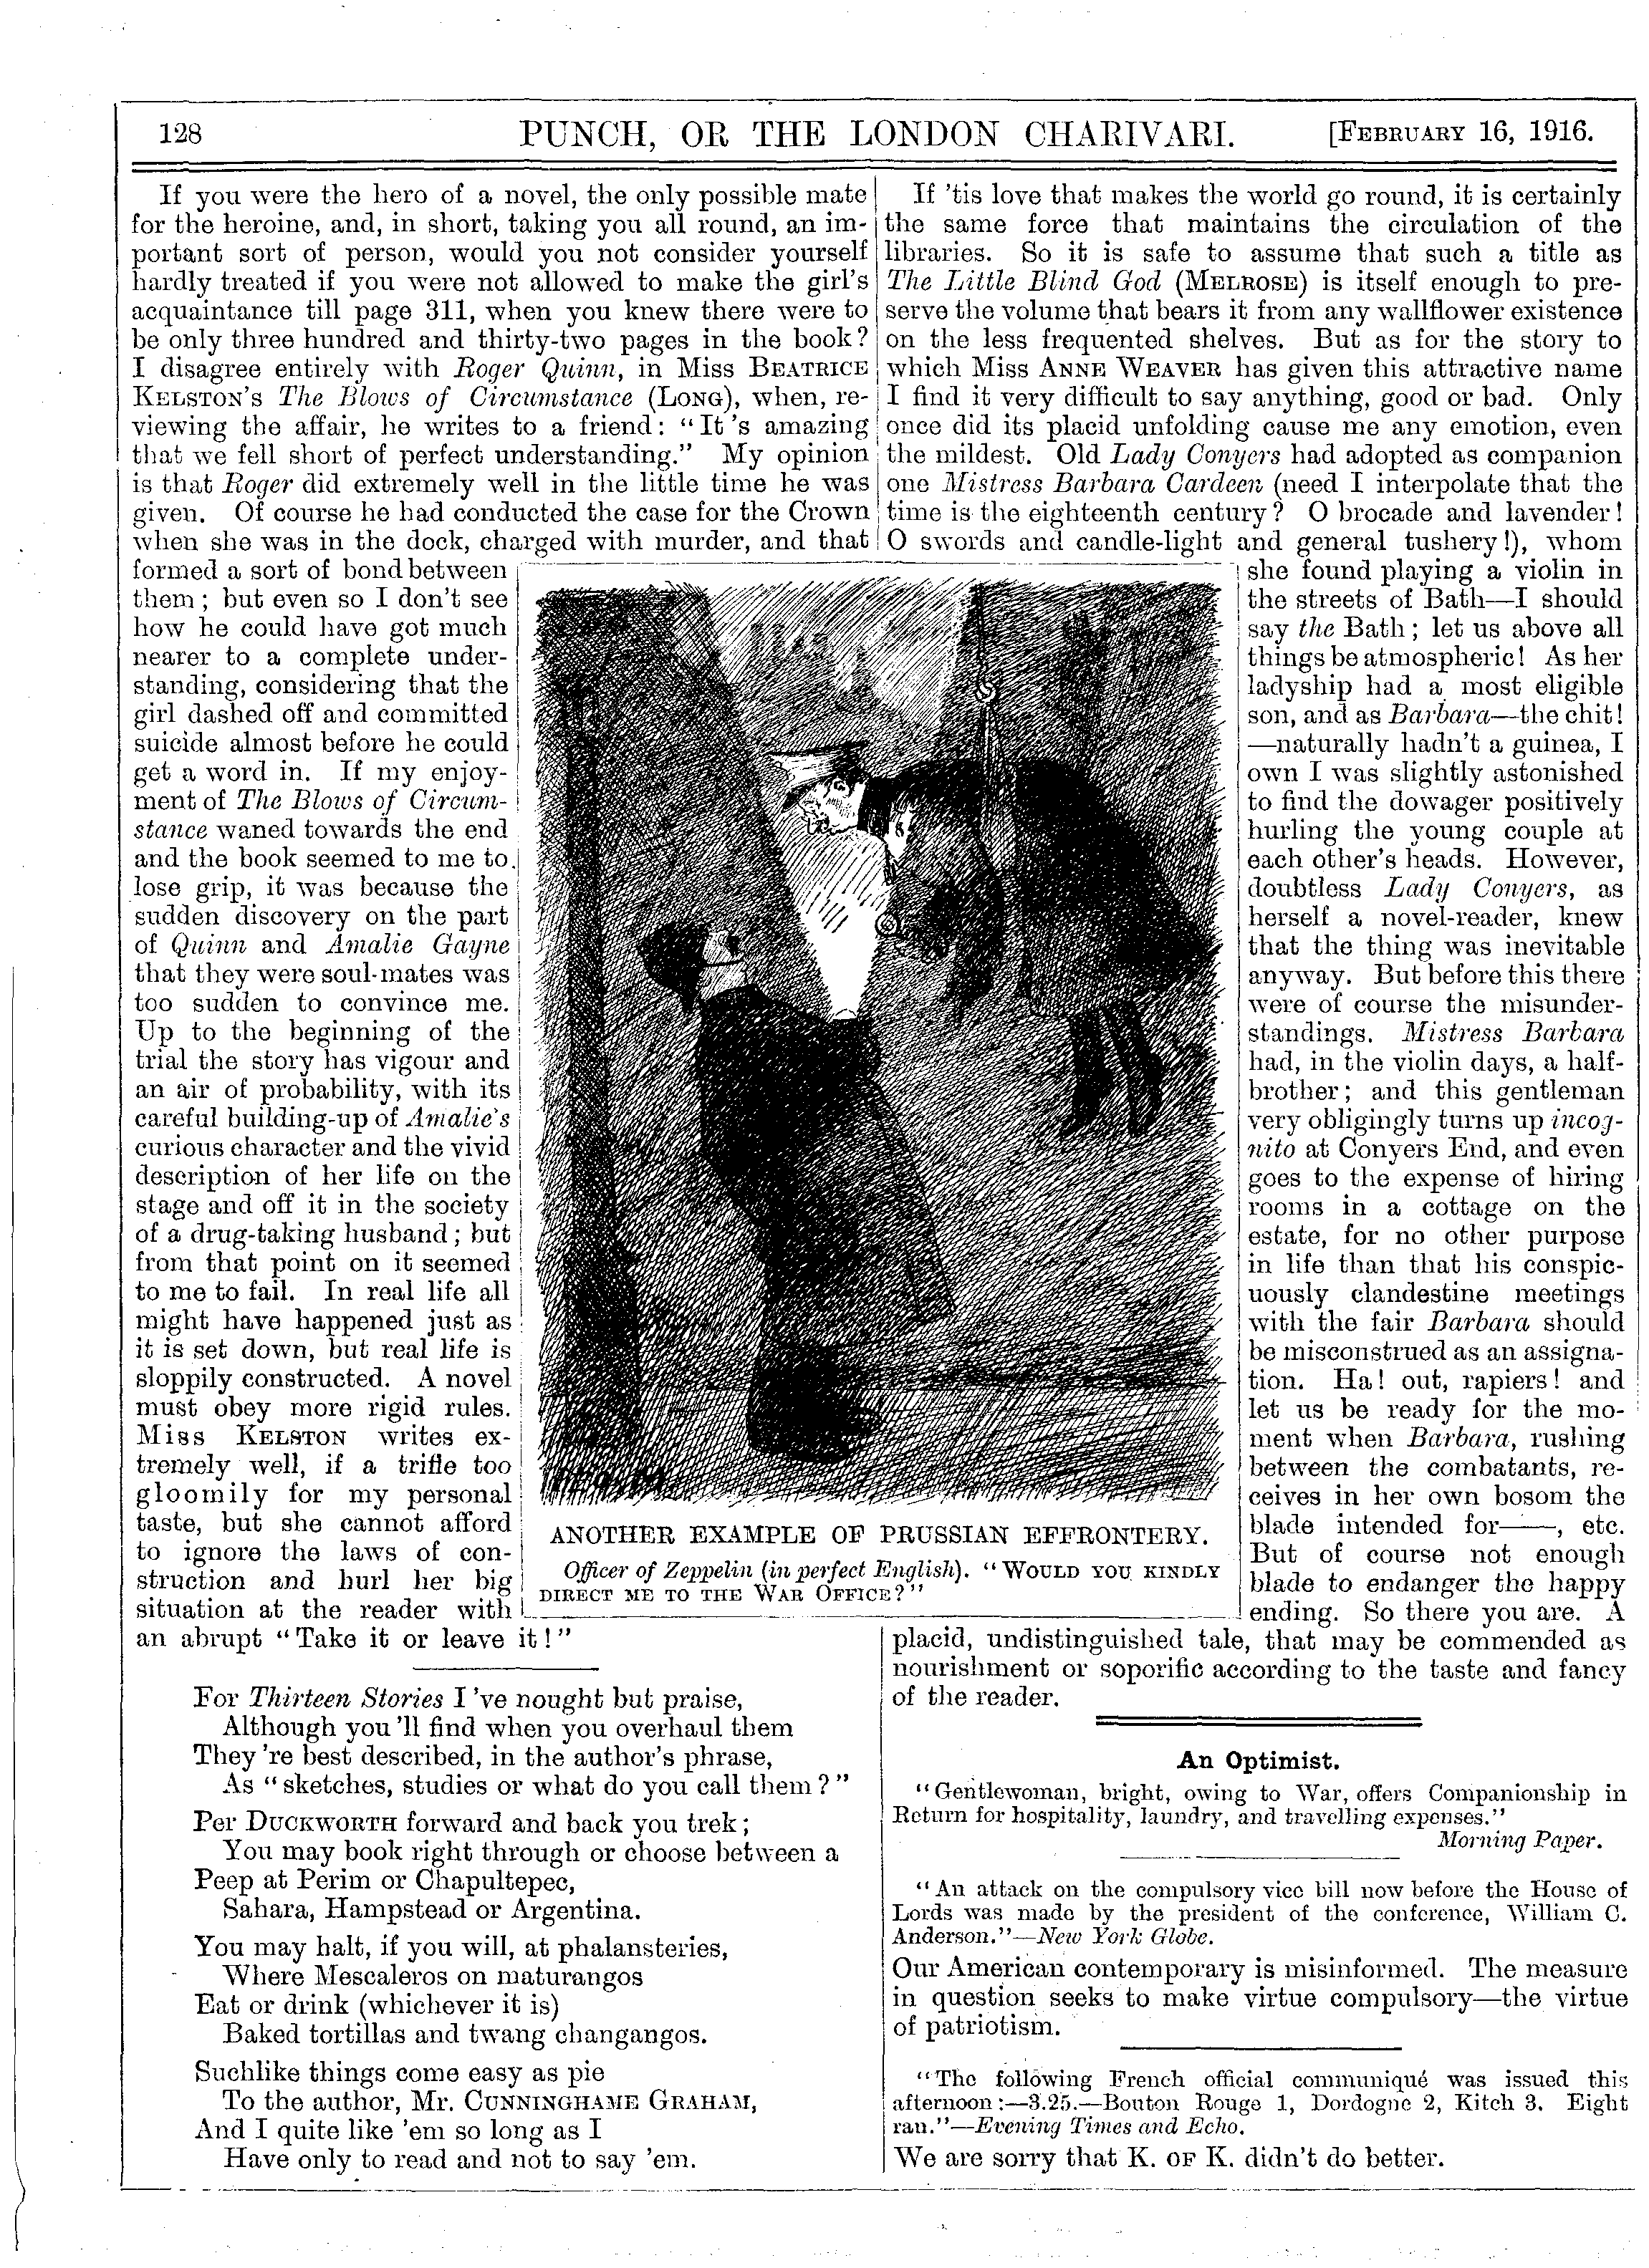 128
PUNCH, OR THE LONDON CHARIVARI.
[FEBRUARY 16, 1916.
If you were the hero of a novel, the only possible mate
for the heroine, and, in short, taking you all round, an im-
portant sort of person, would you not consider yourself
hardly treated if you were not allowed to make the girl's
acquaintance till page 311, when you knew there were to
be only three hundred and thirty-two pages in the book?
I disagree entirely with Roger Quinn, in Miss BEATRICE
KELSTON'S The Blows of Circumstance (LONG), when, re-
viewing the affair, he writes to a friend: "It's amazing
that we fell short of perfect understanding." My opinion
is that Roger did extremely well in the little time he was
given. Of course he had conducted the case for the Crown
when she was in the dock, charged with murder, and that
formed a sort of bond between
them; but even so I don't see
how he could have got much
nearer to a complete under-
standing, considering that the
girl dashed off and committed
suicide almost before he could
get a word in. If my enjoy-
ment of The Blows of Circum-
stance waned towards the end
and the book seemed to me to
lose grip, it was because the
sudden discovery on the part
of Quinn and Amalie Gayne
that they were soul-mates was
too sudden to convince me.
Up to the beginning of the
trial the story has vigour and
an air of probability, with its
careful building-up of Amalie's
curious character and the vivid
description of her life on the
stage and off it in the society
of a drug-taking husband; but
from that point on it seemed
to me to fail. In real life all
might have happened just as
it is set down, but real life is
sloppily constructed. A novel
must obey more rigid rules.
Miss KELSTON writes ex-
tremely well, if a trifle too
gloomily for my personal
taste, but she cannot afford
to ignore the laws of con-
struction and hurl her big
situation at the reader with
an abrupt "Take it or leave it!"
For Thirteen Stories I've nought but praise,
Although you'll find when you overhaul them
They're best described, in the author's phrase,
As "sketches, studies or what do you call them?"
Per DUCKWORTH forward and back you trek;
You may book right through or choose between a
Peep at Perim or Chapultepec,
Sahara, Hampstead or Argentina.
You may halt, if you will, at phalansteries,
Where Mescaleros on maturangos
Eat or drink (whichever it is)
Baked tortillas and twang changangos.
Suchlike things come easy as pie
To the author, Mr. CUNNINGHAME GRAHAM,
And I quite like 'em so long as I
Have only to read and not to say 'em.
ANOTHER EXAMPLE OF PRUSSIAN EFFRONTERY.
Officer of Zeppelin (in perfect English). "WOULD YOU KINDLY
DIRECT ME TO THE WAR OFFICE?"
If 'tis love that makes the world go round, it is certainly
the same force that maintains the circulation of the
libraries. So it is safe to assume that such a title as
The Little Blind God (MELROSE) is itself enough to pre-
serve the volume that bears it from any wallflower existence
on the less frequented shelves. But as for the story to
which Miss ANNE WEAVER has given this attractive name
I find it very difficult to say anything, good or bad. Only
once did its placid unfolding cause me any emotion, even
the mildest. Old Lady Conyers had adopted as companion
one Mistress Barbara Cardeen (need I interpolate that the
time is the eighteenth century? O brocade and lavender!
O swords and candle-light and general tushery!), whom
she found playing a violin in
the streets of Bath—I should
say the Bath; let us above all
things be atmospheric! As her
ladyship had a most eligible
son, and as Barbara—the chit!
—naturally hadn't a guinea, I
own I was slightly astonished
to find the dowager positively
hurling the young couple at
each other's heads. However,
doubtless Lady Conyers, as
herself a novel-reader, knew
that the thing was inevitable
anyway. But before this there
were of course the misunder-
standings. Mistress Barbara
had, in the violin days, a half-
brother; and this gentleman
very obligingly turns up incog-
nito at Conyers End, and even
goes to the expense of hiring
rooms in a cottage on the
estate, for no other purpose
in life than that his conspic-
uously clandestine meetings
with the fair Barbara should
be misconstrued as an assigna-
tion. Ha! out, rapiers! and
let us be ready for the mo-
ment when Barbara, rushing
between the combatants, re-
ceives in her own bosom the
blade intended for——, etc.
But of course not enough
blade to endanger the happy
ending. So there you are. A
placid, undistinguished tale, that may be commended as
nourishment or soporific according to the taste and fancy
of the reader.
An Optimist.
"Gentlewoman, bright, owing to War, offers Companionship in
Return for hospitality, laundry, and travelling expenses."
Morning Paper.
"An attack on the compulsory vice bill now before the House of
Lords was made by the president of the conference, William C.
Anderson."—New York Globe.
Our American contemporary is misinformed. The measure
in question seeks to make virtue compulsory—the virtue
of patriotism.
"The following French official communiqué was issued this
afternoon:—3.25.—Bouton Rouge 1, Dordogne 2, Kitch 3. Eight
ran."—Evening Times and Echo.
We are sorry that K. OF K. didn't do better.